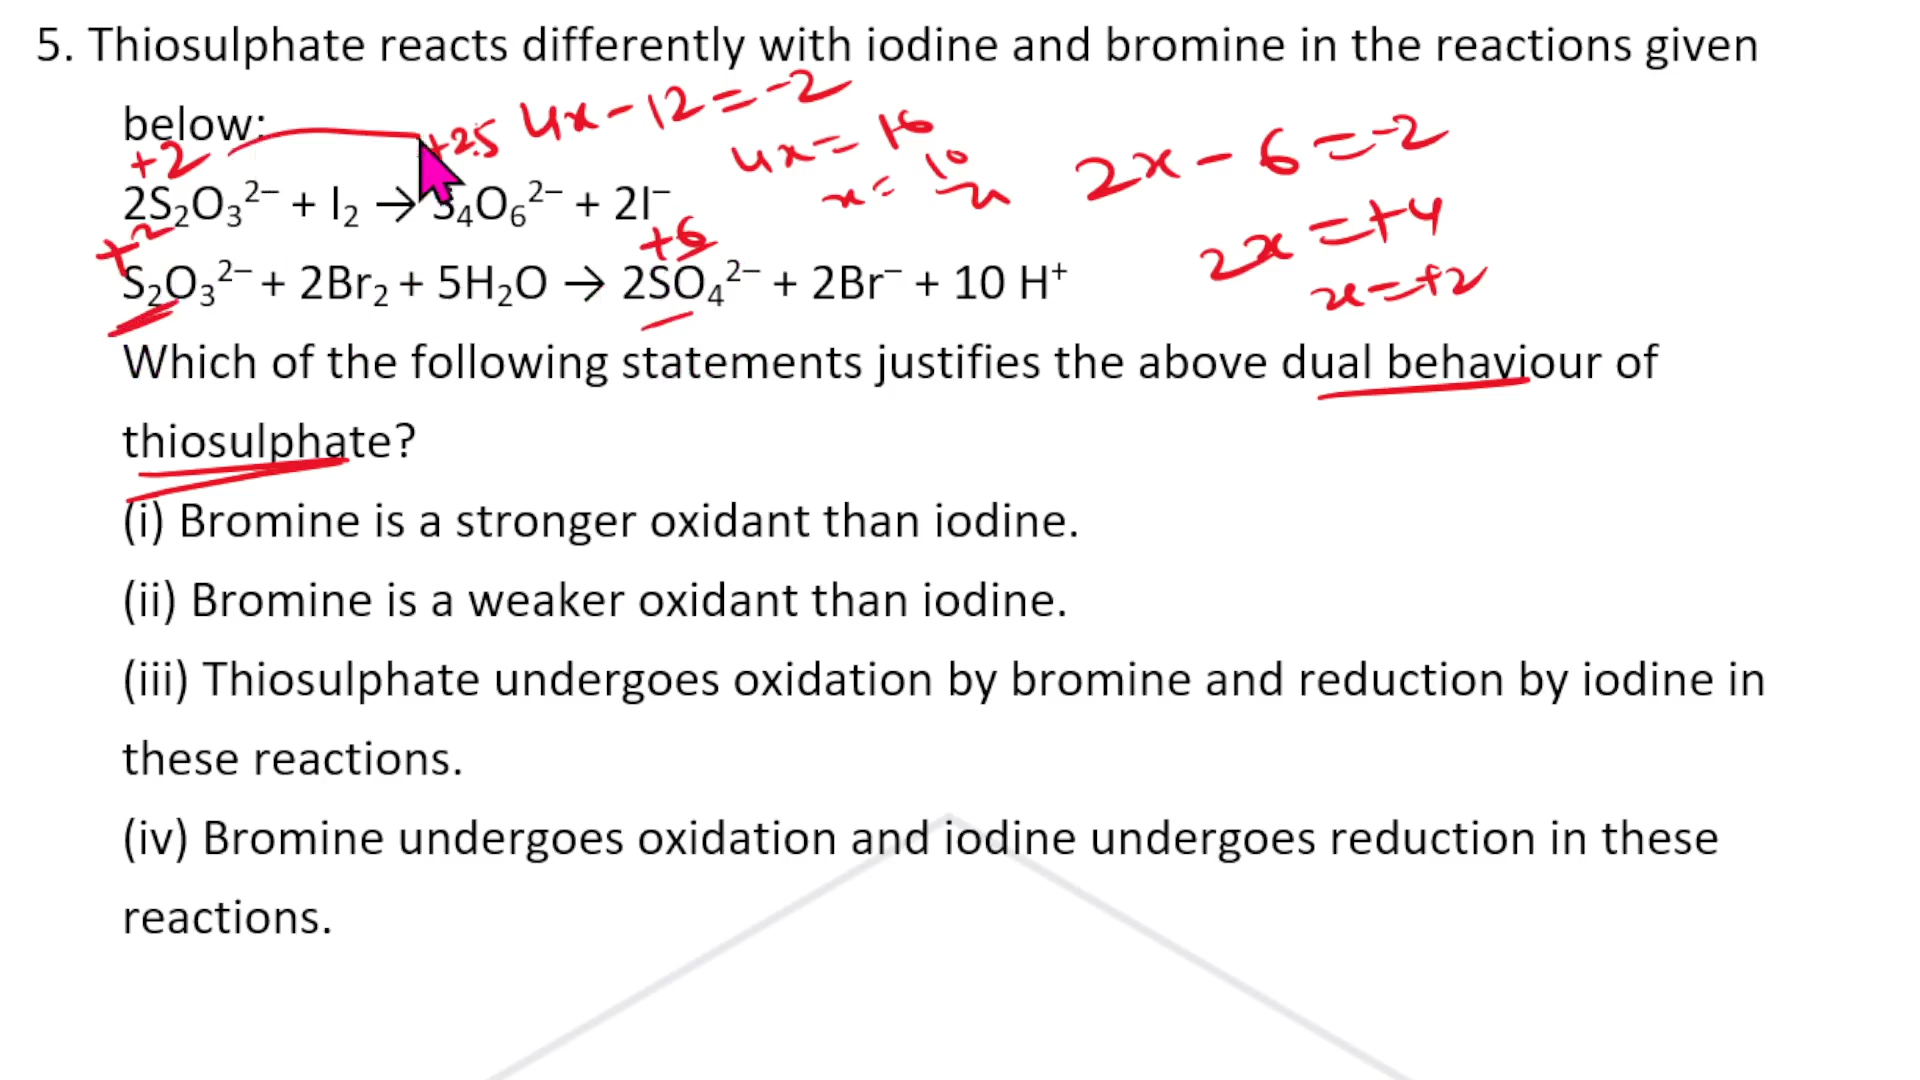 5. Thiosulphate reacts differently with iodine and bromine in the reactions given
below:
+2 +2.5 4x - 12 = -2
4x = 10
x = 10/4
2x - 6 = -2
2x = +4
x = +2
2S₂O₃²⁻ + I₂ → S₄O₆²⁻ + 2I⁻
+2 +6
S₂O₃²⁻ + 2Br₂ + 5H₂O → 2SO₄²⁻ + 2Br⁻ + 10 H⁺
Which of the following statements justifies the above dual behaviour of
thiosulphate?
(i) Bromine is a stronger oxidant than iodine.
(ii) Bromine is a weaker oxidant than iodine.
(iii) Thiosulphate undergoes oxidation by bromine and reduction by iodine in
these reactions.
(iv) Bromine undergoes oxidation and iodine undergoes reduction in these
reactions.